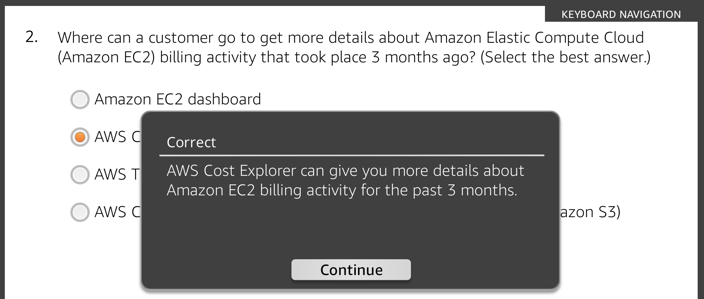 KEYBOARD NAVIGATION
2. Where can a customer go to get more details about Amazon Elastic Compute Cloud
(Amazon EC2) billing activity that took place 3 months ago? (Select the best answer.)
Amazon EC2 dashboard
AWS C
Correct
AWS Cost Explorer can give you more details about
AWS T
Amazon EC2 billing activity for the past 3 months.
AWS C azon S3)
Continue